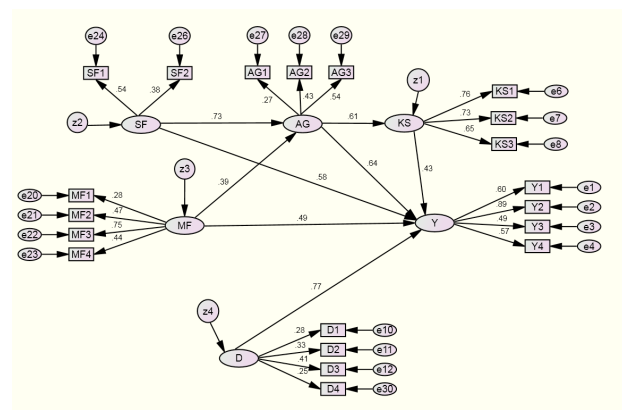 e24 e26 e27 e28 e29
SF1 SF2 AG1 AG2 AG3
z1
.54 .38 .27 .43 .54
.76 KS1 e6
z2 SF .73 AG .61 KS .73 KS2 e7
.65 KS3 e8
z3
.39 .58 .64 .43
e20 MF1 .28
e21 MF2 .47
e22 MF3 .75
e23 MF4 .44
MF .49 Y
.60 Y1 e1
.89 Y2 e2
.49 Y3 e3
.57 Y4 e4
.77
z4
D
.28 D1 e10
.33 D2 e11
.41 D3 e12
.25 D4 e30